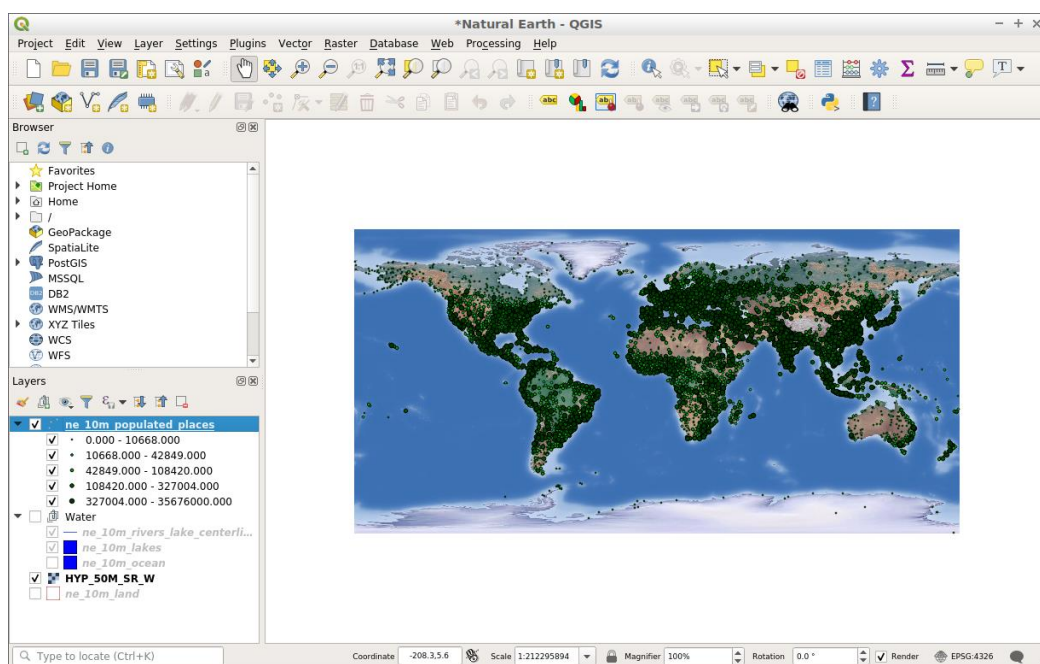 *Natural Earth - QGIS
Project Edit View Layer Settings Plugins Vector Raster Database Web Processing Help
Browser
Favorites
Project Home
Home
/
GeoPackage
SpatiaLite
PostGIS
MSSQL
DB2
WMS/WMTS
XYZ Tiles
WCS
WFS
Layers
ne_10m_populated_places
0.000 - 10668.000
10668.000 - 42849.000
42849.000 - 108420.000
108420.000 - 327004.000
327004.000 - 35676000.000
Water
ne_10m_rivers_lake_centerli...
ne_10m_lakes
ne_10m_ocean
HYP_50M_SR_W
ne_10m_land
Type to locate (Ctrl+K) Coordinate -208.3,5.6 Scale 1:212295894 Magnifier 100% Rotation 0.0 ° Render EPSG:4326